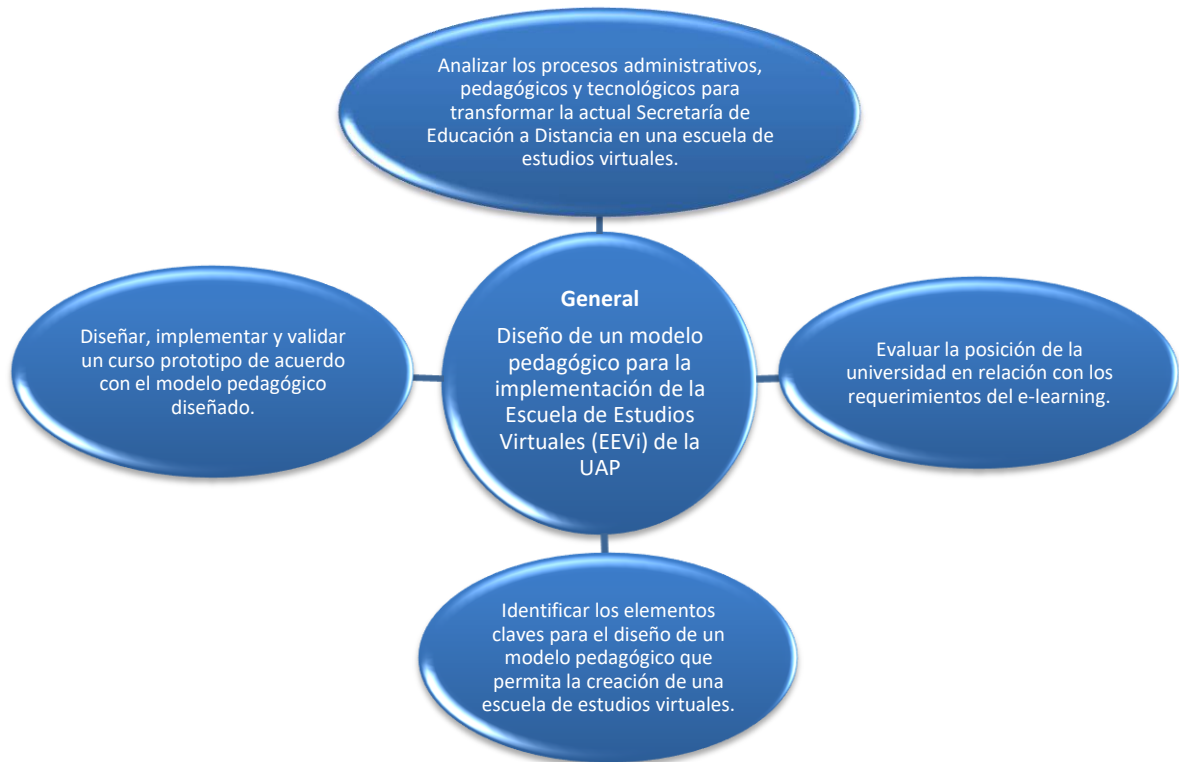 Analizar los procesos administrativos,
pedagógicos y tecnológicos para
transformar la actual Secretaría de
Educación a Distancia en una escuela de
estudios virtuales.
General
Diseño de un modelo
pedagógico para la
implementación de la
Escuela de Estudios
Virtuales (EEVi) de la
UAP
Diseñar, implementar y validar
un curso prototipo de acuerdo
con el modelo pedagógico
diseñado.
Evaluar la posición de la
universidad en relación con los
requerimientos del e-learning.
Identificar los elementos
claves para el diseño de un
modelo pedagógico que
permita la creación de una
escuela de estudios virtuales.